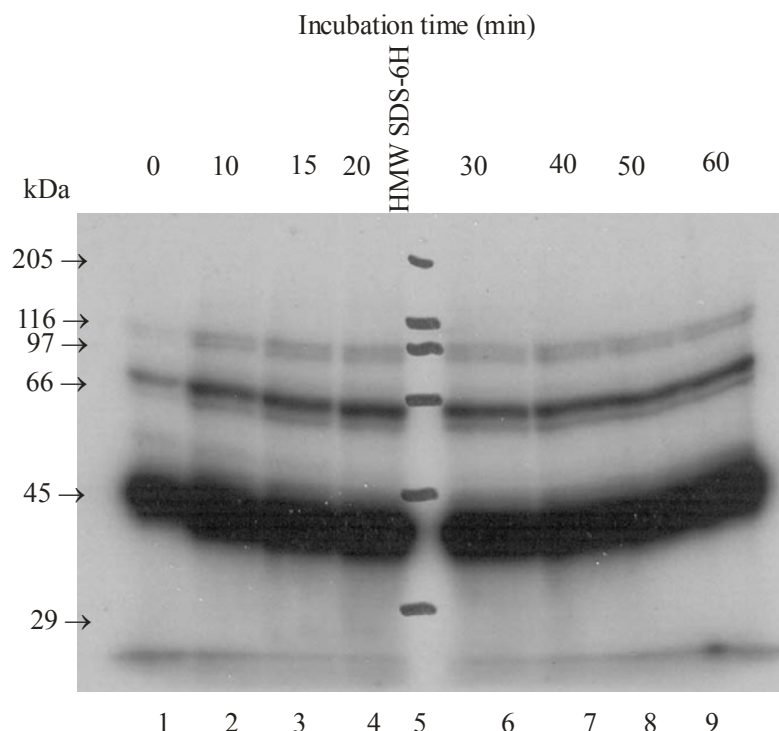 Incubation time (min)
HMW SDS-6H
0 10 15 20 30 40 50 60
kDa
205 →
116 →
97 →
66 →
45 →
29 →
1 2 3 4 5 6 7 8 9